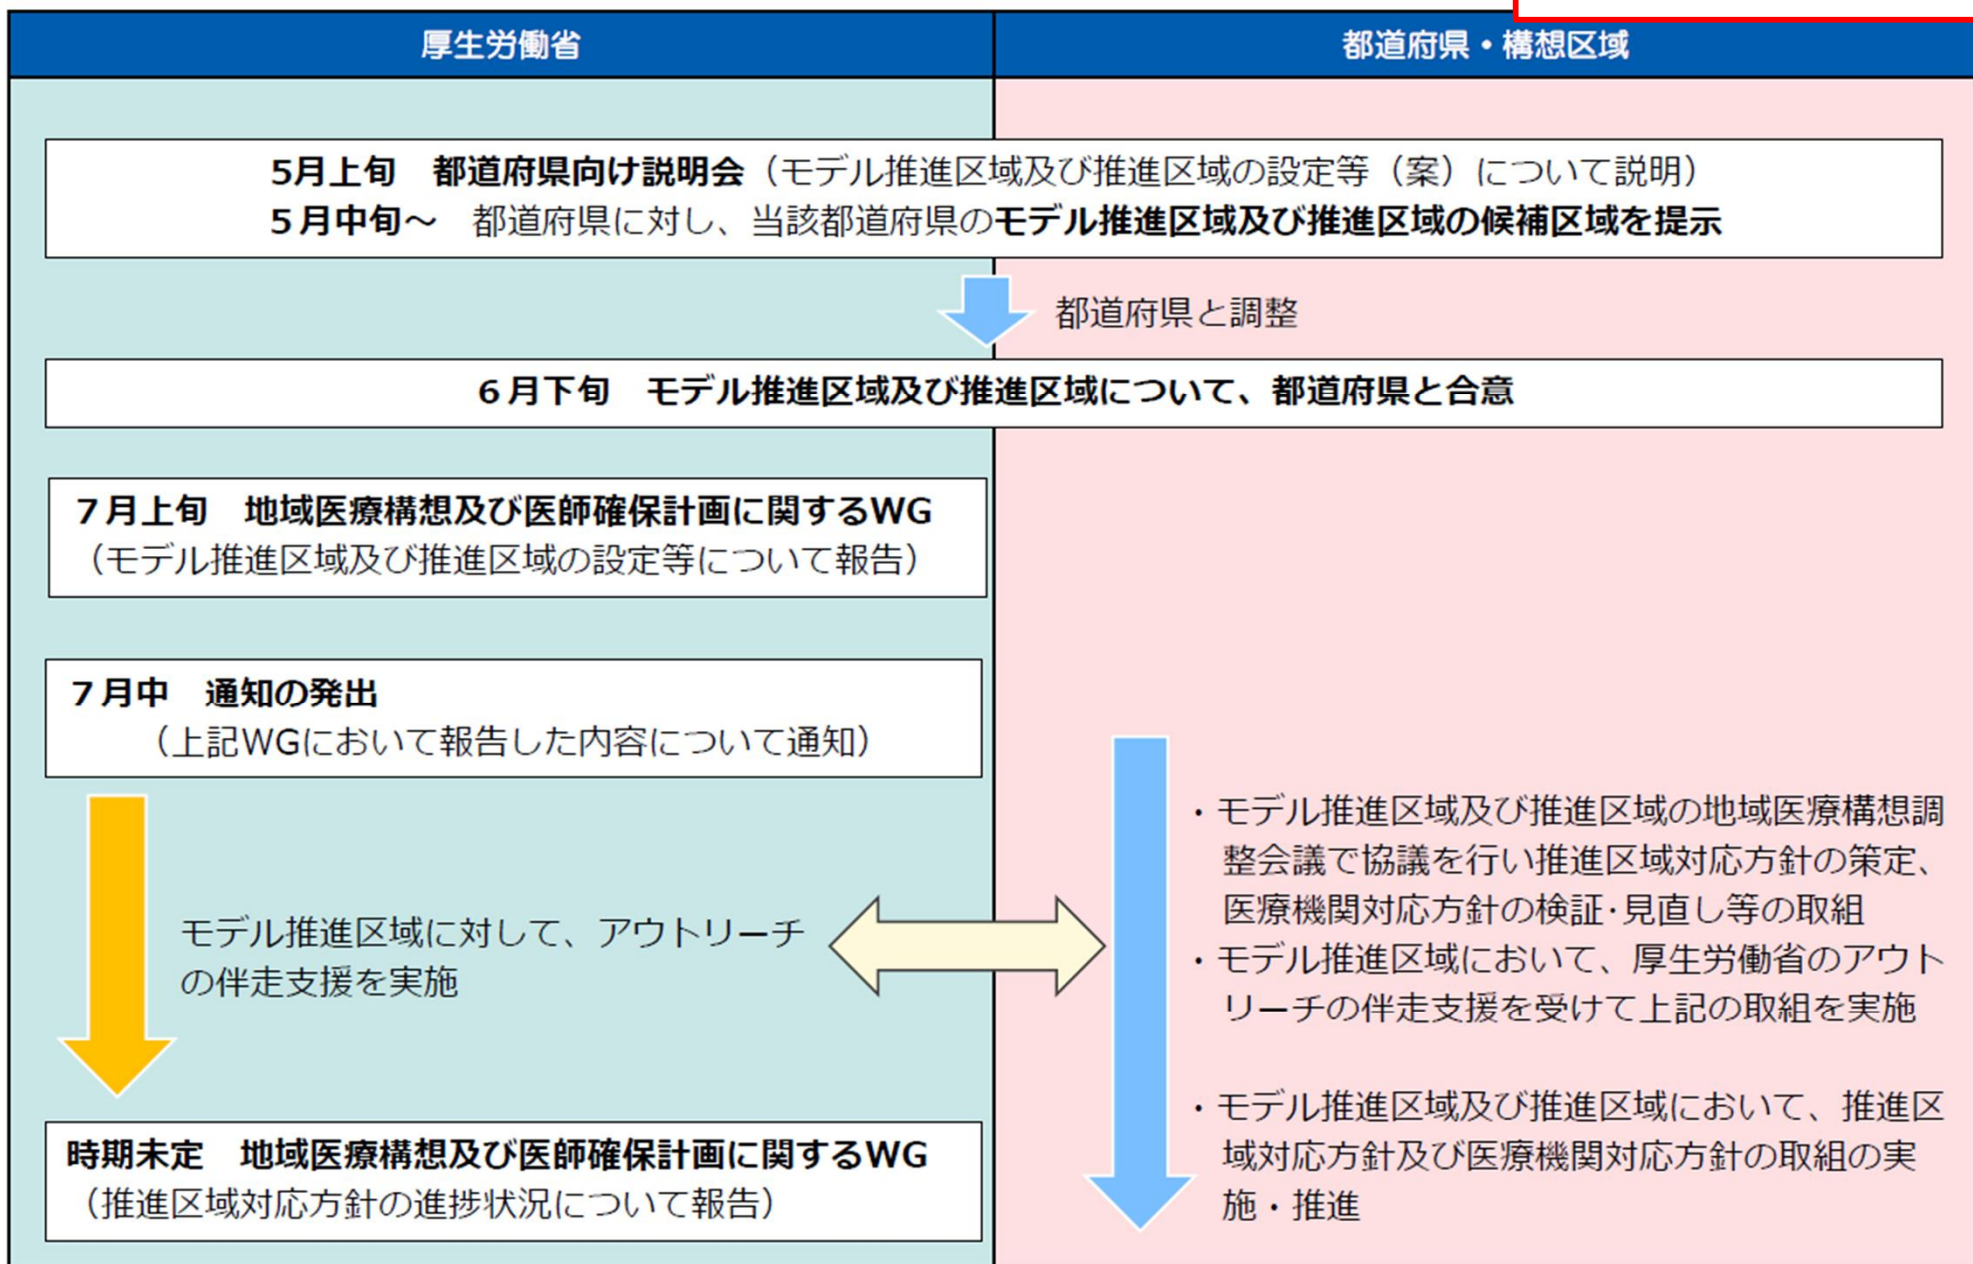 厚生労働省
都道府県・構想区域
5月上旬　都道府県向け説明会（モデル推進区域及び推進区域の設定等（案）について説明）
５月中旬～　都道府県に対し、当該都道府県のモデル推進区域及び推進区域の候補区域を提示
都道府県と調整
６月下旬　モデル推進区域及び推進区域について、都道府県と合意
７月上旬　地域医療構想及び医師確保計画に関するWG
（モデル推進区域及び推進区域の設定等について報告）
７月中　通知の発出
（上記WGにおいて報告した内容について通知）
モデル推進区域に対して、アウトリーチ
の伴走支援を実施
時期未定　地域医療構想及び医師確保計画に関するWG
（推進区域対応方針の進捗状況について報告）
・モデル推進区域及び推進区域の地域医療構想調
整会議で協議を行い推進区域対応方針の策定、
医療機関対応方針の検証･見直し等の取組
・モデル推進区域において、厚生労働省のアウト
リーチの伴走支援を受けて上記の取組を実施
・モデル推進区域及び推進区域において、推進区
域対応方針及び医療機関対応方針の取組の実
施・推進